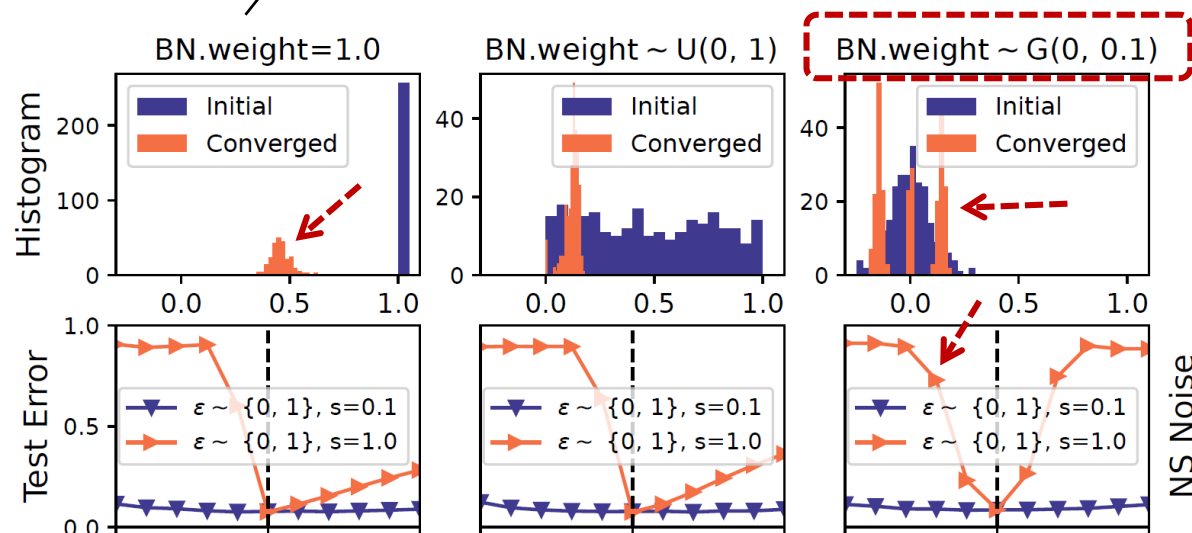 BN.weight=1.0
BN.weight ~ U(0, 1)
BN.weight ~ G(0, 0.1)
Histogram
200
100
0
Initial
Converged
0.0 0.5 1.0
40
20
0
Initial
Converged
0.0 0.5 1.0
40
20
0
Initial
Converged
0.0 0.5 1.0
Test Error
1.0
0.5
0.0
ε ~ {0, 1}, s=0.1
ε ~ {0, 1}, s=1.0
ε ~ {0, 1}, s=0.1
ε ~ {0, 1}, s=1.0
ε ~ {0, 1}, s=0.1
ε ~ {0, 1}, s=1.0
NS Noise